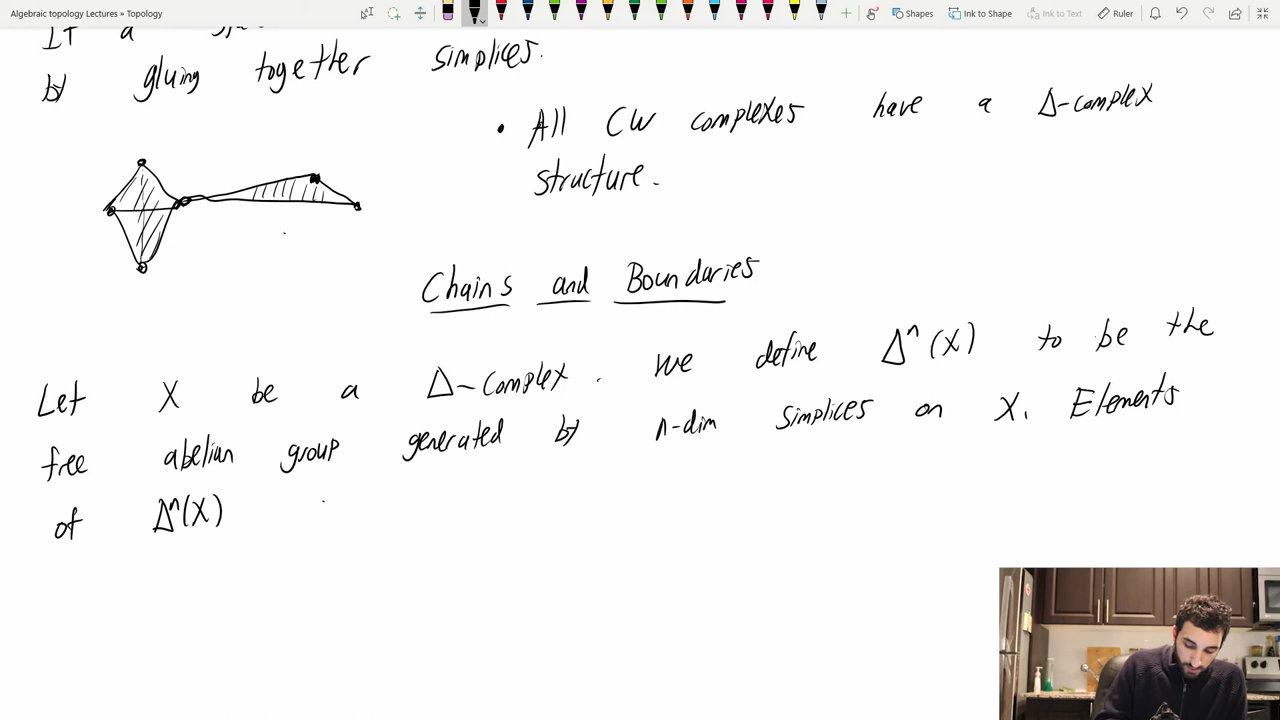 Algebraic topology Lectures » Topology
Shapes
Ink to Shape
Ink to Text
Ruler
a
by gluing together simplices.
• All CW complexes have a Δ-complex
structure.
Chains and Boundaries
Let X be a Δ-complex. We define Δⁿ(X) to be the
free abelian group generated by n-dim simplices on X. Elements
of Δⁿ(X)